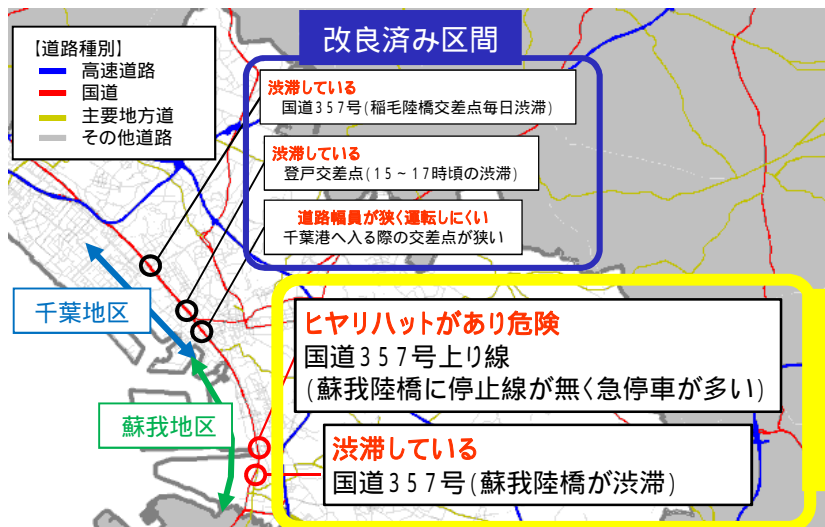 【道路種別】
高速道路
国道
主要地方道
その他道路
改良済み区間
渋滞している
国道357号(稲毛陸橋交差点毎日渋滞)
渋滞している
登戸交差点(15~17時頃の渋滞)
道路幅員が狭く運転しにくい
千葉港へ入る際の交差点が狭い
千葉地区
蘇我地区
ヒヤリハットがあり危険
国道357号上り線
(蘇我陸橋に停止線が無く急停車が多い)
渋滞している
国道357号(蘇我陸橋が渋滞)